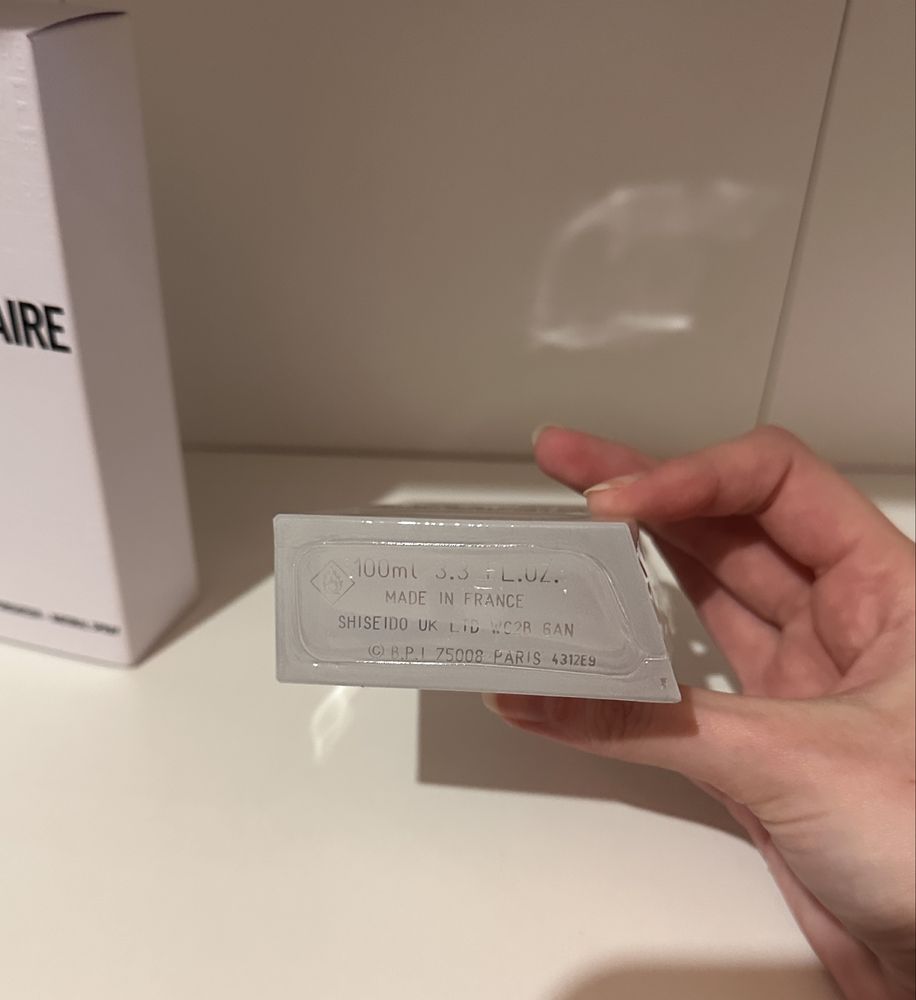 AIRE
100ml 3.3 FL.OZ.
MADE IN FRANCE
SHISEIDO UK LTD WC2B 6AN
© B.P.I 75008 PARIS 4312E9